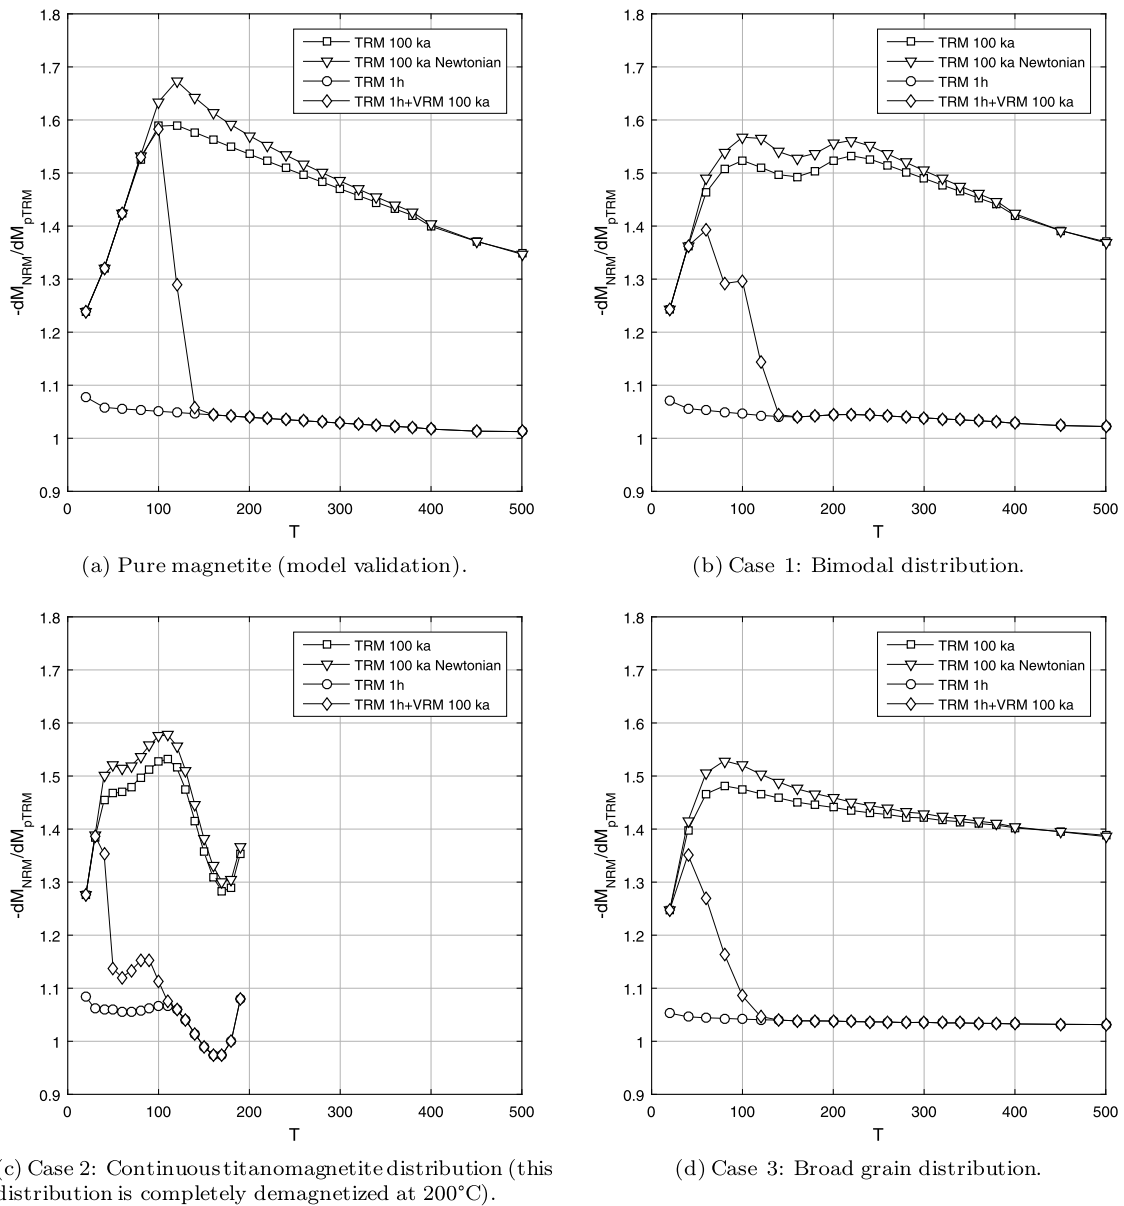 1.8
1.7
1.6
1.5
1.4
1.3
1.2
1.1
1
0.9
0
100
200
300
400
500
-dM_NRM/dM_pTRM
T
TRM 100 ka
TRM 100 ka Newtonian
TRM 1h
TRM 1h+VRM 100 ka
(a) Pure magnetite (model validation).
1.8
1.7
1.6
1.5
1.4
1.3
1.2
1.1
1
0.9
0
100
200
300
400
500
-dM_NRM/dM_pTRM
T
TRM 100 ka
TRM 100 ka Newtonian
TRM 1h
TRM 1h+VRM 100 ka
(b) Case 1: Bimodal distribution.
1.8
1.7
1.6
1.5
1.4
1.3
1.2
1.1
1
0.9
0
100
200
300
400
500
-dM_NRM/dM_pTRM
T
TRM 100 ka
TRM 100 ka Newtonian
TRM 1h
TRM 1h+VRM 100 ka
(c) Case 2: Continuous titanomagnetite distribution (this
distribution is completely demagnetized at 200°C).
1.8
1.7
1.6
1.5
1.4
1.3
1.2
1.1
1
0.9
0
100
200
300
400
500
-dM_NRM/dM_pTRM
T
TRM 100 ka
TRM 100 ka Newtonian
TRM 1h
TRM 1h+VRM 100 ka
(d) Case 3: Broad grain distribution.